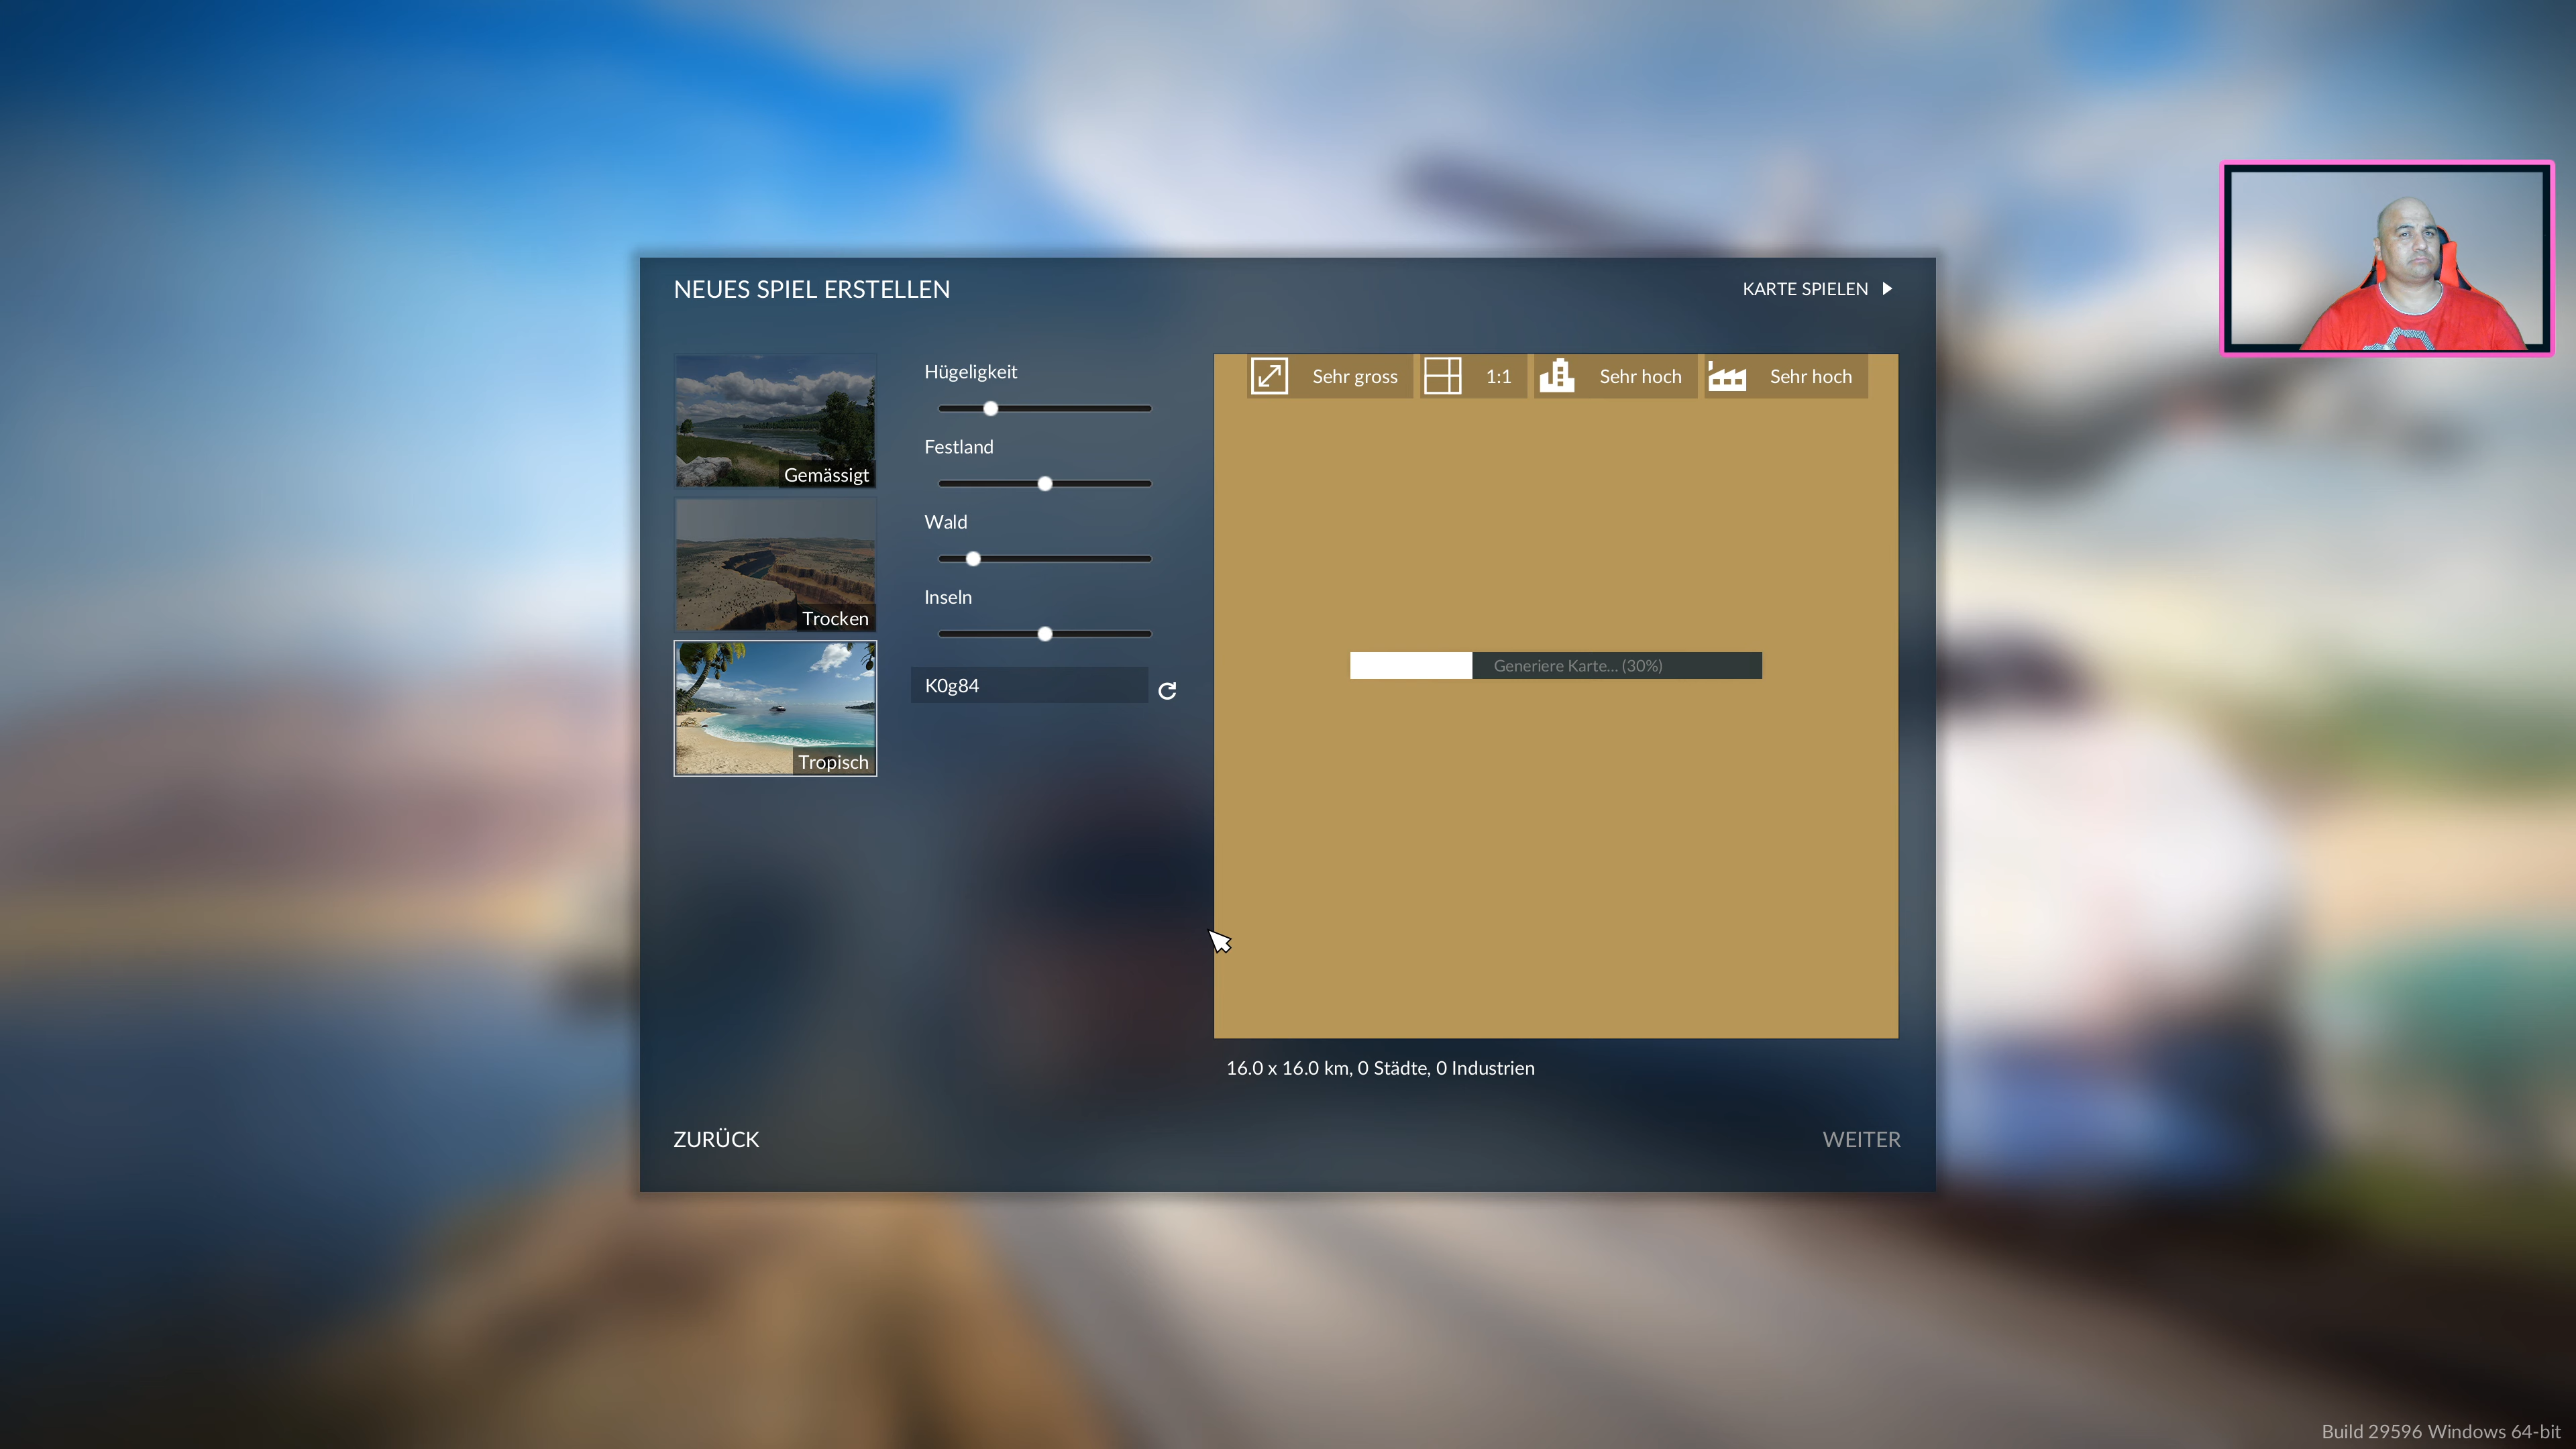 NEUES SPIEL ERSTELLEN
KARTE SPIELEN
Gemässigt
Trocken
Tropisch
Hügeligkeit
Festland
Wald
Inseln
K0g84
Sehr gross
1:1
Sehr hoch
Sehr hoch
Generiere Karte... (30%)
16.0 x 16.0 km, 0 Städte, 0 Industrien
ZURÜCK
WEITER
Build 29596 Windows 64-bit